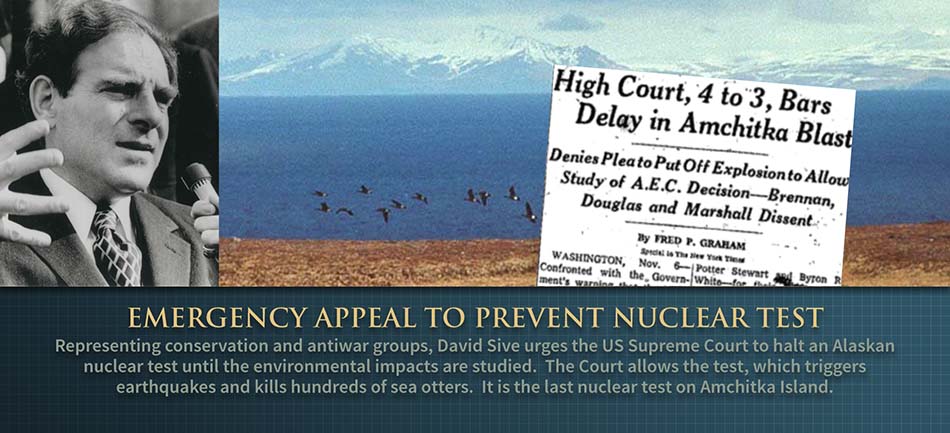 High Court, 4 to 3, Bars
Delay in Amchitka Blast
Denies Plea to Put Off Explosion to Allow
Study of A.E.C. Decision—Brennan,
Douglas and Marshall Dissent
By FRED P. GRAHAM
Special to The New York Times
WASHINGTON, Nov. 6—
Confronted with the Govern-
ment's warning that
Potter Stewart and Byron R
White—for
EMERGENCY APPEAL TO PREVENT NUCLEAR TEST
Representing conservation and antiwar groups, David Sive urges the US Supreme Court to halt an Alaskan
nuclear test until the environmental impacts are studied.  The Court allows the test, which triggers
earthquakes and kills hundreds of sea otters.  It is the last nuclear test on Amchitka Island.